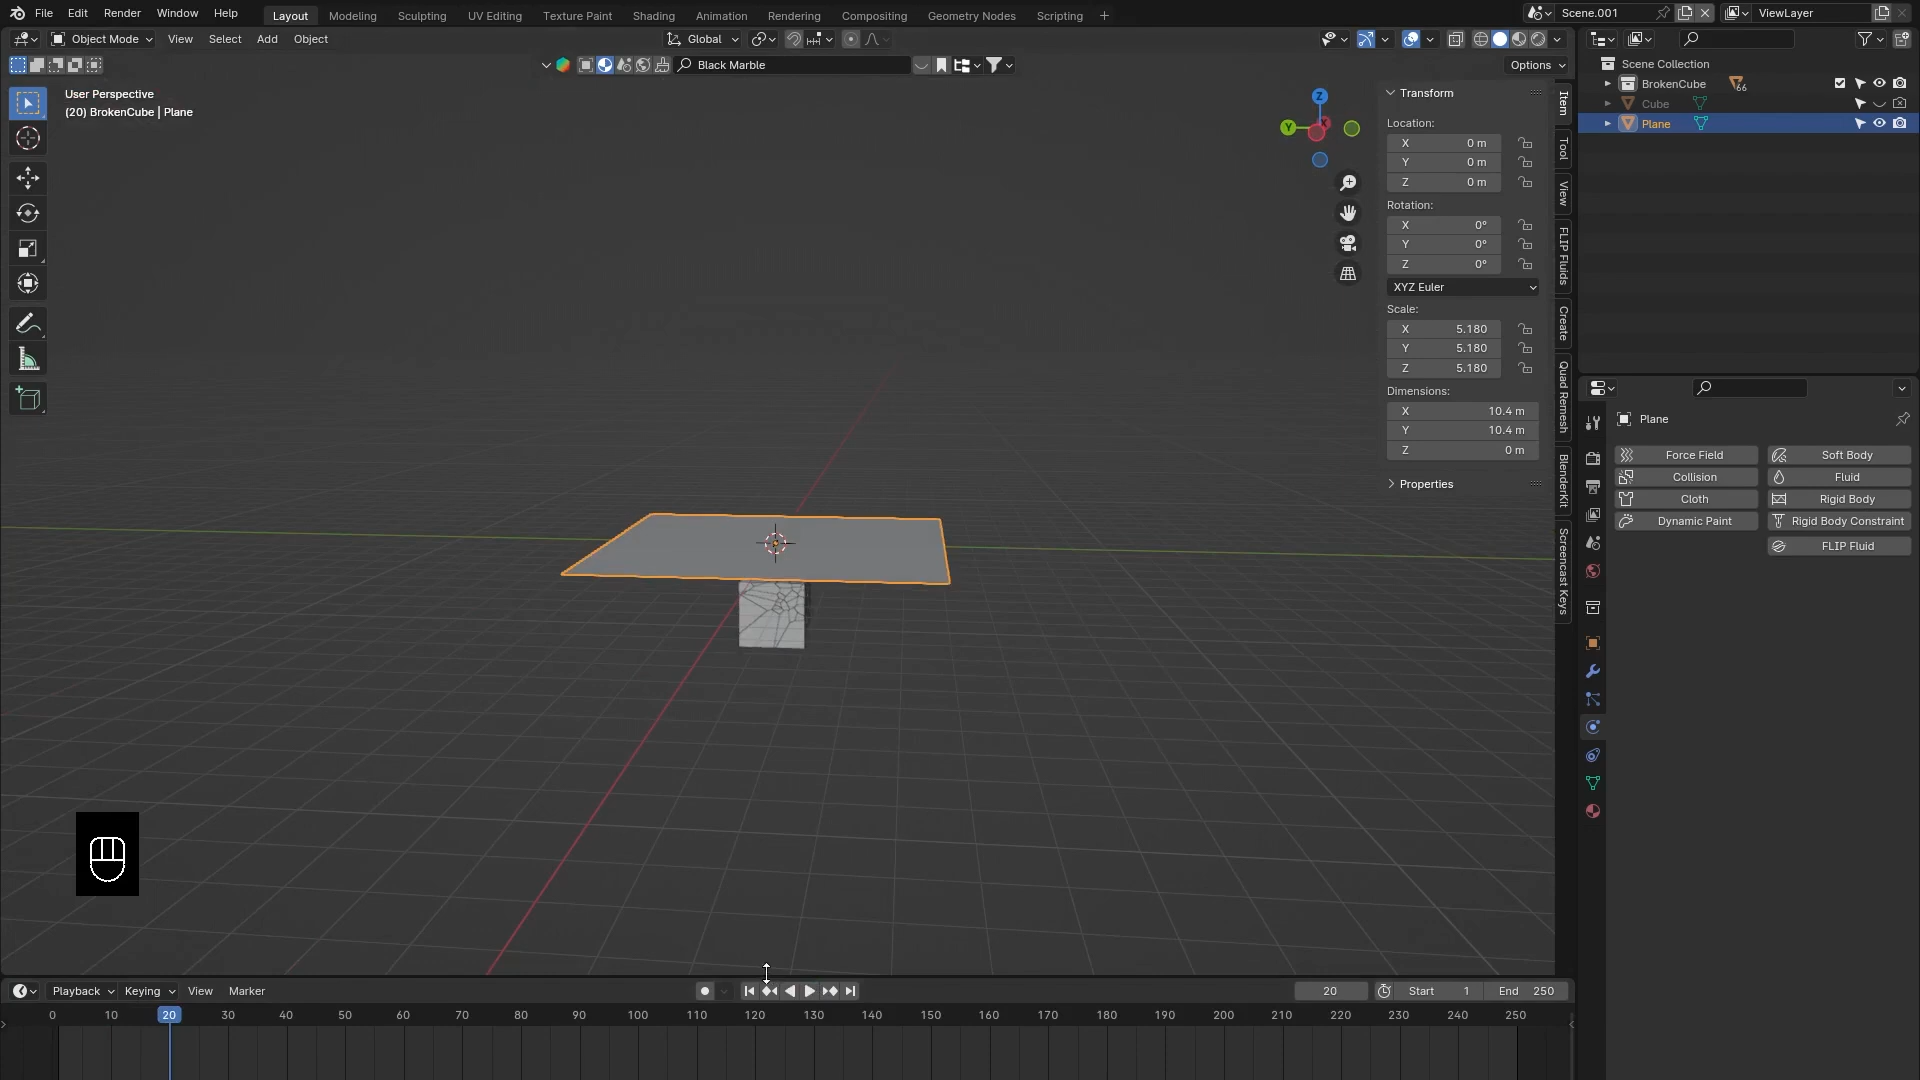 File Edit Render Window Help Layout Modeling Sculpting UV Editing Texture Paint Shading Animation Rendering Compositing Geometry Nodes Scripting + Scene.001 ViewLayer
Object Mode View Select Add Object Global
Black Marble Options
User Perspective
(20) BrokenCube | Plane
Z
Y
X
Transform
Location:
X 0 m
Y 0 m
Z 0 m
Rotation:
X 0°
Y 0°
Z 0°
XYZ Euler
Scale:
X 5.180
Y 5.180
Z 5.180
Dimensions:
X 10.4 m
Y 10.4 m
Z 0 m
Properties
Item
Tool
View
FLIP Fluids
Create
Quad Remesh
BlenderKit
Screencast Keys
Scene Collection
BrokenCube 66
Cube
Plane
Plane
Force Field Soft Body
Collision Fluid
Cloth Rigid Body
Dynamic Paint Rigid Body Constraint
FLIP Fluid
Playback Keying View Marker 20 Start 1 End 250
0 10 20 30 40 50 60 70 80 90 100 110 120 130 140 150 160 170 180 190 200 210 220 230 240 250